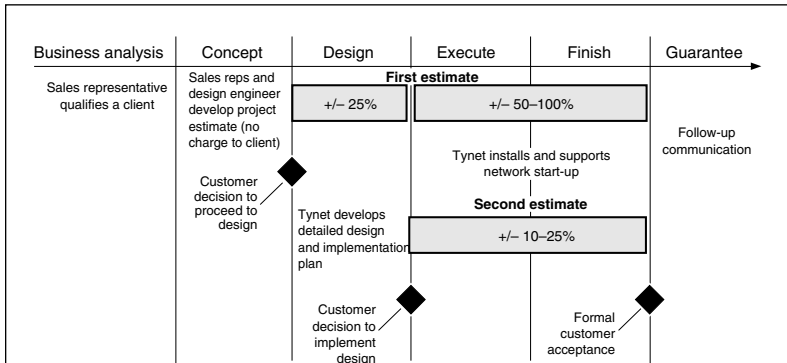 Business analysis
Concept
Design
Execute
Finish
Guarantee
Sales representative
qualifies a client
Sales reps and
design engineer
develop project
estimate (no
charge to client)
First estimate
+/– 25%
+/– 50–100%
Follow-up
communication
Tynet installs and supports
network start-up
Customer
decision to
proceed to
design
Second estimate
Tynet develops
detailed design
and implementation
plan
+/– 10–25%
Customer
decision to
implement
design
Formal
customer
acceptance